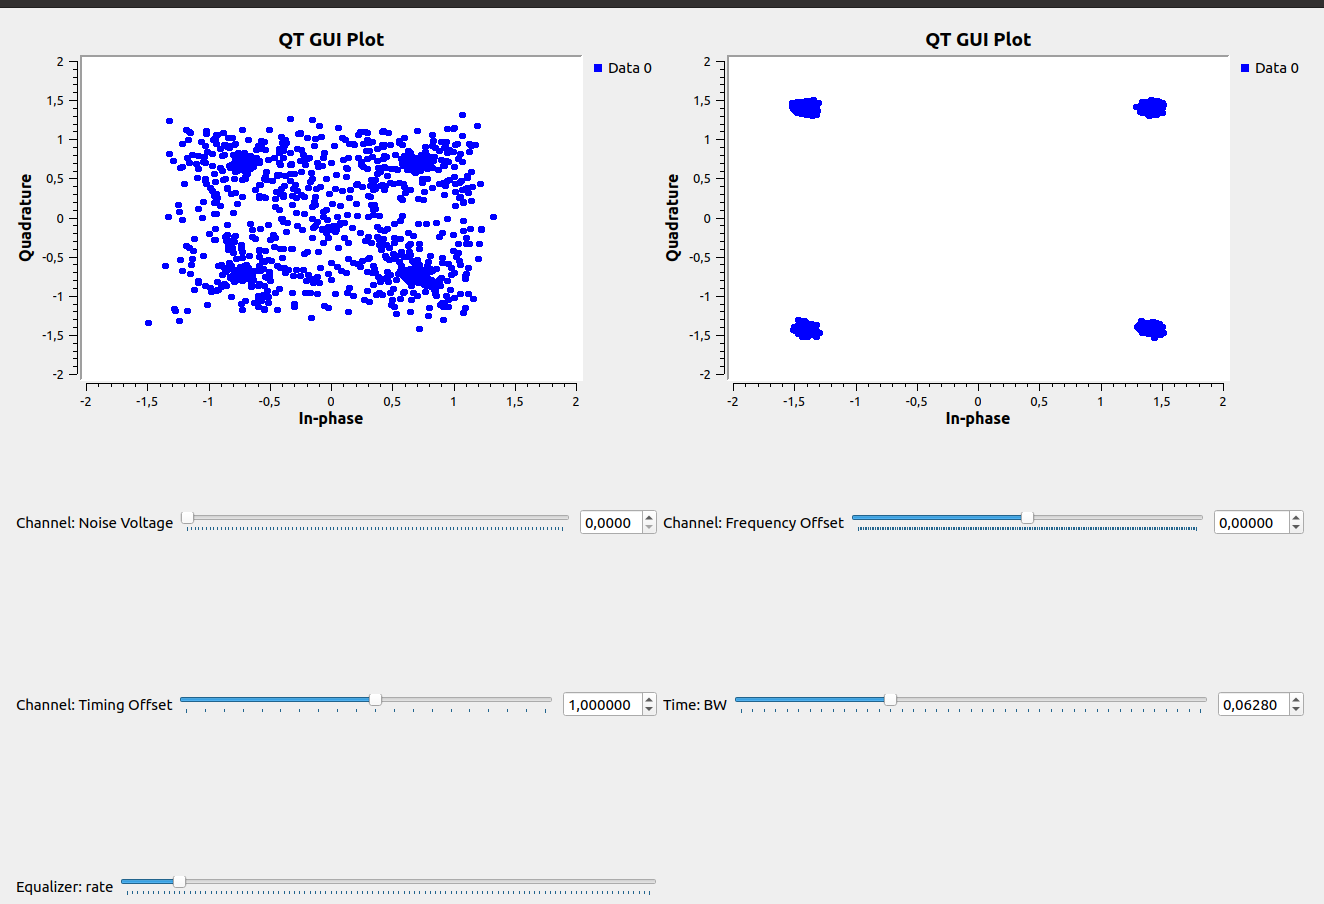 QT GUI Plot
Data 0
2
1,5
1
0,5
0
-0,5
-1
-1,5
-2
Quadrature
-2 -1,5 -1 -0,5 0 0,5 1 1,5 2
In-phase
QT GUI Plot
Data 0
2
1,5
1
0,5
0
-0,5
-1
-1,5
-2
Quadrature
-2 -1,5 -1 -0,5 0 0,5 1 1,5 2
In-phase
Channel: Noise Voltage 0,0000
Channel: Frequency Offset 0,00000
Channel: Timing Offset 1,000000
Time: BW 0,06280
Equalizer: rate